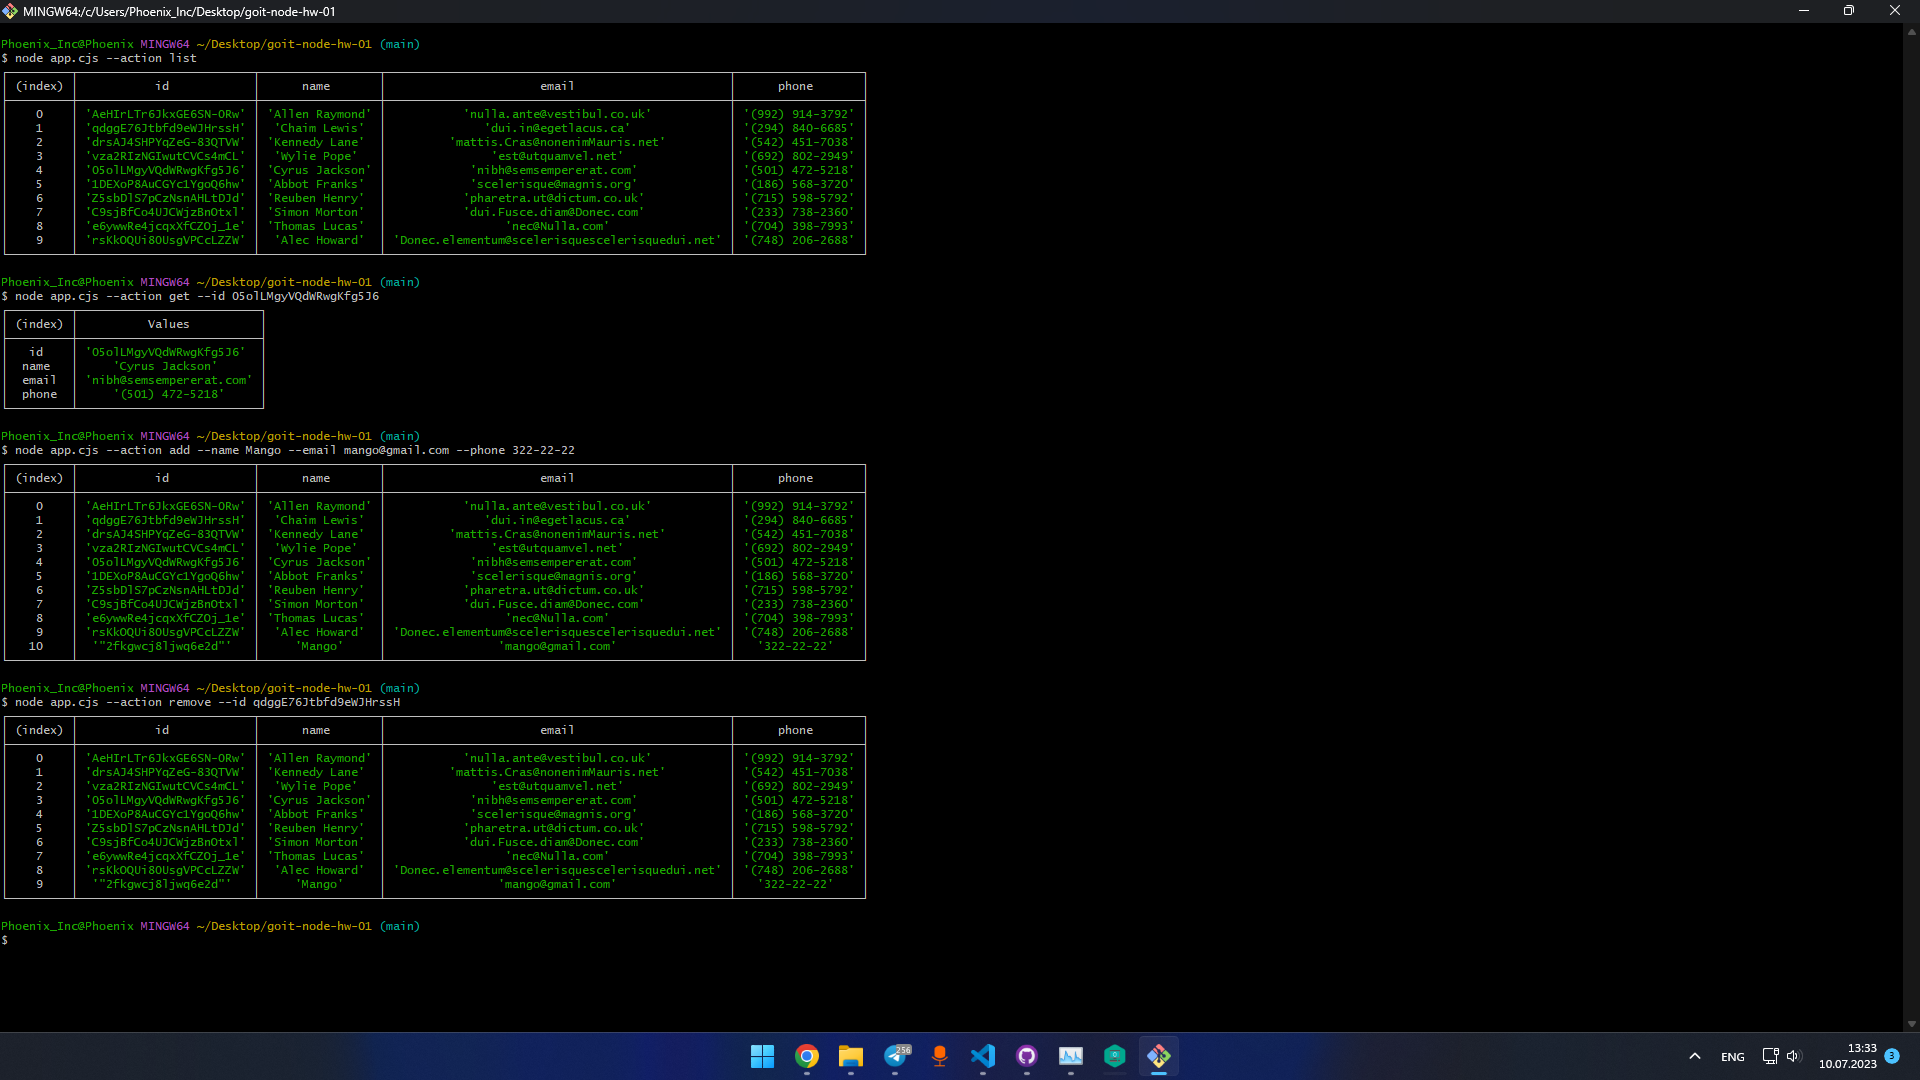 MINGW64:/c/Users/Phoenix_Inc/Desktop/goit-node-hw-01
Phoenix_Inc@Phoenix MINGW64 ~/Desktop/goit-node-hw-01 (main)
$ node app.cjs --action list
(index) id name email phone
0 'AeHIrLTr6JkxGE6SN-0Rw' 'Allen Raymond' 'nulla.ante@vestibul.co.uk' '(992) 914-3792'
1 'qdggE76Jtbfd9eWJHrssH' 'Chaim Lewis' 'dui.in@egetlacus.ca' '(294) 840-6685'
2 'drsAJ4SHPYqZeG-83QTVW' 'Kennedy Lane' 'mattis.Cras@nonenimMauris.net' '(542) 451-7038'
3 'vza2RIzNGIwutCVCs4mCL' 'Wylie Pope' 'est@utquamvel.net' '(692) 802-2949'
4 '05olLMgyVQdWRwgKfg5J6' 'Cyrus Jackson' 'nibh@semsempererat.com' '(501) 472-5218'
5 '1DEXoP8AuCGYc1YgoQ6hw' 'Abbot Franks' 'scelerisque@magnis.org' '(186) 568-3720'
6 'Z5sbDlS7pCzNsnAHLtDJd' 'Reuben Henry' 'pharetra.ut@dictum.co.uk' '(715) 598-5792'
7 'C9sjBfCo4UJCWjzBnOtxl' 'Simon Morton' 'dui.Fusce.diam@Donec.com' '(233) 738-2360'
8 'e6ywwRe4jcqxXfCZOj_1e' 'Thomas Lucas' 'nec@Nulla.com' '(704) 398-7993'
9 'rsKkOQUi8OUsgVPCcLZZW' 'Alec Howard' 'Donec.elementum@scelerisquescelerisquedui.net' '(748) 206-2688'
Phoenix_Inc@Phoenix MINGW64 ~/Desktop/goit-node-hw-01 (main)
$ node app.cjs --action get --id 05olLMgyVQdWRwgKfg5J6
(index) Values
id '05olLMgyVQdWRwgKfg5J6'
name 'Cyrus Jackson'
email 'nibh@semsempererat.com'
phone '(501) 472-5218'
Phoenix_Inc@Phoenix MINGW64 ~/Desktop/goit-node-hw-01 (main)
$ node app.cjs --action add --name Mango --email mango@gmail.com --phone 322-22-22
(index) id name email phone
0 'AeHIrLTr6JkxGE6SN-0Rw' 'Allen Raymond' 'nulla.ante@vestibul.co.uk' '(992) 914-3792'
1 'qdggE76Jtbfd9eWJHrssH' 'Chaim Lewis' 'dui.in@egetlacus.ca' '(294) 840-6685'
2 'drsAJ4SHPYqZeG-83QTVW' 'Kennedy Lane' 'mattis.Cras@nonenimMauris.net' '(542) 451-7038'
3 'vza2RIzNGIwutCVCs4mCL' 'Wylie Pope' 'est@utquamvel.net' '(692) 802-2949'
4 '05olLMgyVQdWRwgKfg5J6' 'Cyrus Jackson' 'nibh@semsempererat.com' '(501) 472-5218'
5 '1DEXoP8AuCGYc1YgoQ6hw' 'Abbot Franks' 'scelerisque@magnis.org' '(186) 568-3720'
6 'Z5sbDlS7pCzNsnAHLtDJd' 'Reuben Henry' 'pharetra.ut@dictum.co.uk' '(715) 598-5792'
7 'C9sjBfCo4UJCWjzBnOtxl' 'Simon Morton' 'dui.Fusce.diam@Donec.com' '(233) 738-2360'
8 'e6ywwRe4jcqxXfCZOj_1e' 'Thomas Lucas' 'nec@Nulla.com' '(704) 398-7993'
9 'rsKkOQUi8OUsgVPCcLZZW' 'Alec Howard' 'Donec.elementum@scelerisquescelerisquedui.net' '(748) 206-2688'
10 '"2fkgwcj8ljwq6e2d"' 'Mango' 'mango@gmail.com' '322-22-22'
Phoenix_Inc@Phoenix MINGW64 ~/Desktop/goit-node-hw-01 (main)
$ node app.cjs --action remove --id qdggE76Jtbfd9eWJHrssH
(index) id name email phone
0 'AeHIrLTr6JkxGE6SN-0Rw' 'Allen Raymond' 'nulla.ante@vestibul.co.uk' '(992) 914-3792'
1 'drsAJ4SHPYqZeG-83QTVW' 'Kennedy Lane' 'mattis.Cras@nonenimMauris.net' '(542) 451-7038'
2 'vza2RIzNGIwutCVCs4mCL' 'Wylie Pope' 'est@utquamvel.net' '(692) 802-2949'
3 '05olLMgyVQdWRwgKfg5J6' 'Cyrus Jackson' 'nibh@semsempererat.com' '(501) 472-5218'
4 '1DEXoP8AuCGYc1YgoQ6hw' 'Abbot Franks' 'scelerisque@magnis.org' '(186) 568-3720'
5 'Z5sbDlS7pCzNsnAHLtDJd' 'Reuben Henry' 'pharetra.ut@dictum.co.uk' '(715) 598-5792'
6 'C9sjBfCo4UJCWjzBnOtxl' 'Simon Morton' 'dui.Fusce.diam@Donec.com' '(233) 738-2360'
7 'e6ywwRe4jcqxXfCZOj_1e' 'Thomas Lucas' 'nec@Nulla.com' '(704) 398-7993'
8 'rsKkOQUi8OUsgVPCcLZZW' 'Alec Howard' 'Donec.elementum@scelerisquescelerisquedui.net' '(748) 206-2688'
9 '"2fkgwcj8ljwq6e2d"' 'Mango' 'mango@gmail.com' '322-22-22'
Phoenix_Inc@Phoenix MINGW64 ~/Desktop/goit-node-hw-01 (main)
$
256
ENG
13:33
10.07.2023
3